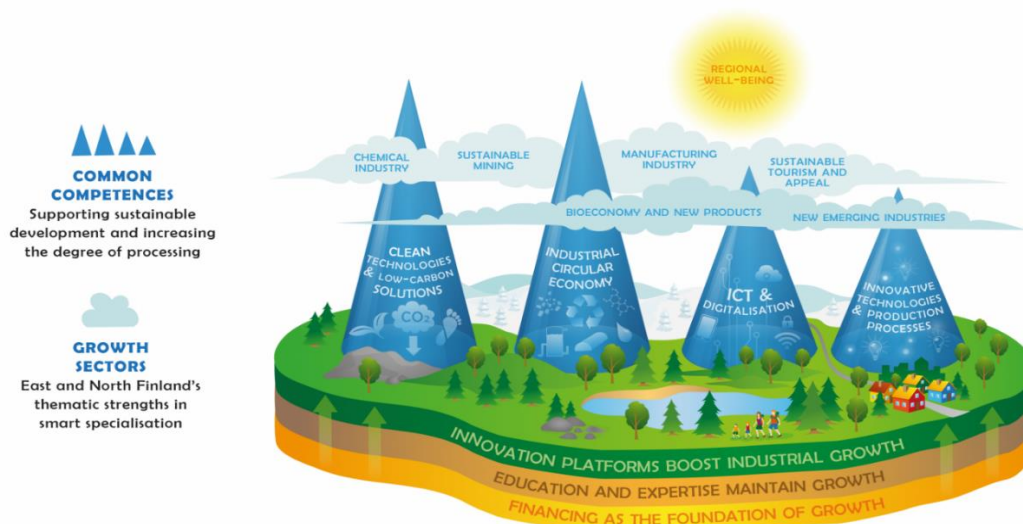 REGIONAL
WELL-BEING
CHEMICAL
INDUSTRY
SUSTAINABLE
MINING
MANUFACTURING
INDUSTRY
SUSTAINABLE
TOURISM AND
APPEAL
BIOECONOMY AND NEW PRODUCTS
NEW EMERGING INDUSTRIES
COMMON
COMPETENCES
Supporting sustainable
development and increasing
the degree of processing
GROWTH
SECTORS
East and North Finland's
thematic strengths in
smart specialisation
CLEAN
TECHNOLOGIES
& LOW-CARBON
SOLUTIONS
CO2
INDUSTRIAL
CIRCULAR
ECONOMY
ICT &
DIGITALISATION
INNOVATIVE
TECHNOLOGIES
& PRODUCTION
PROCESSES
INNOVATION PLATFORMS BOOST INDUSTRIAL GROWTH
EDUCATION AND EXPERTISE MAINTAIN GROWTH
FINANCING AS THE FOUNDATION OF GROWTH